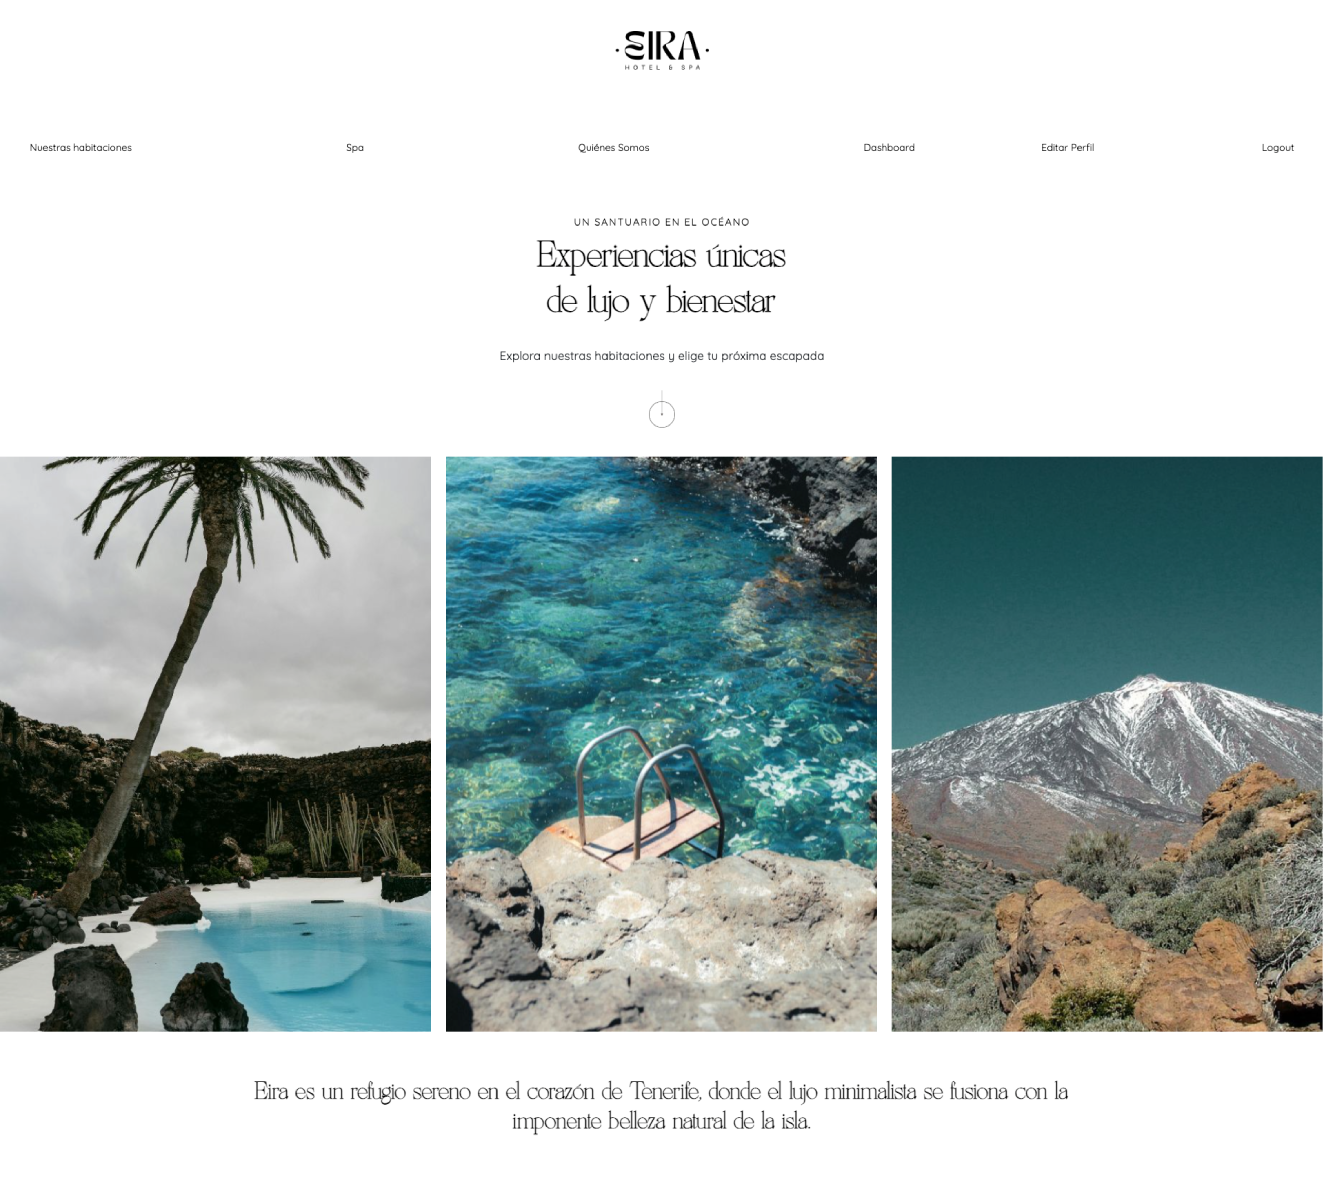 EIRA
HOTEL & SPA
Nuestras habitaciones
Spa
Quiénes Somos
Dashboard
Editar Perfil
Logout
UN SANTUARIO EN EL OCÉANO
Experiencias únicas
de lujo y bienestar
Explora nuestras habitaciones y elige tu próxima escapada
Eira es un refugio sereno en el corazón de Tenerife, donde el lujo minimalista se fusiona con la
imponente belleza natural de la isla.